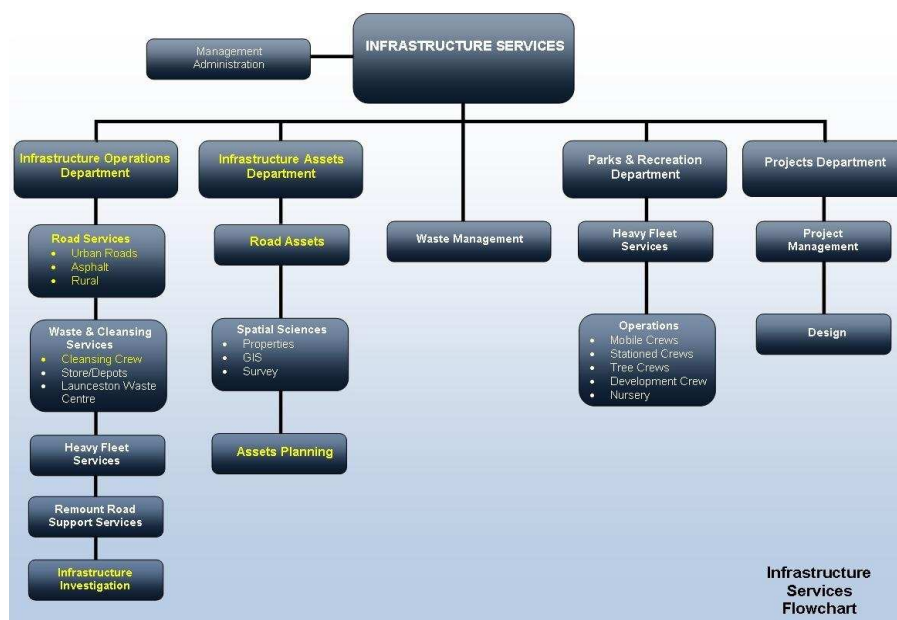 INFRASTRUCTURE SERVICES
Management
Administration
Infrastructure Operations
Department
Infrastructure Assets
Department
Parks & Recreation
Department
Projects Department
Road Services
• Urban Roads
• Asphalt
• Rural
Road Assets
Waste Management
Heavy Fleet
Services
Project
Management
Waste & Cleansing
Services
• Cleansing Crew
• Store/Depots
• Launceston Waste
Centre
Spatial Sciences
• Properties
• GIS
• Survey
Operations
• Mobile Crews
• Stationed Crews
• Tree Crews
• Development Crew
• Nursery
Design
Heavy Fleet
Services
Assets Planning
Remount Road
Support Services
Infrastructure
Investigation
Infrastructure
Services
Flowchart